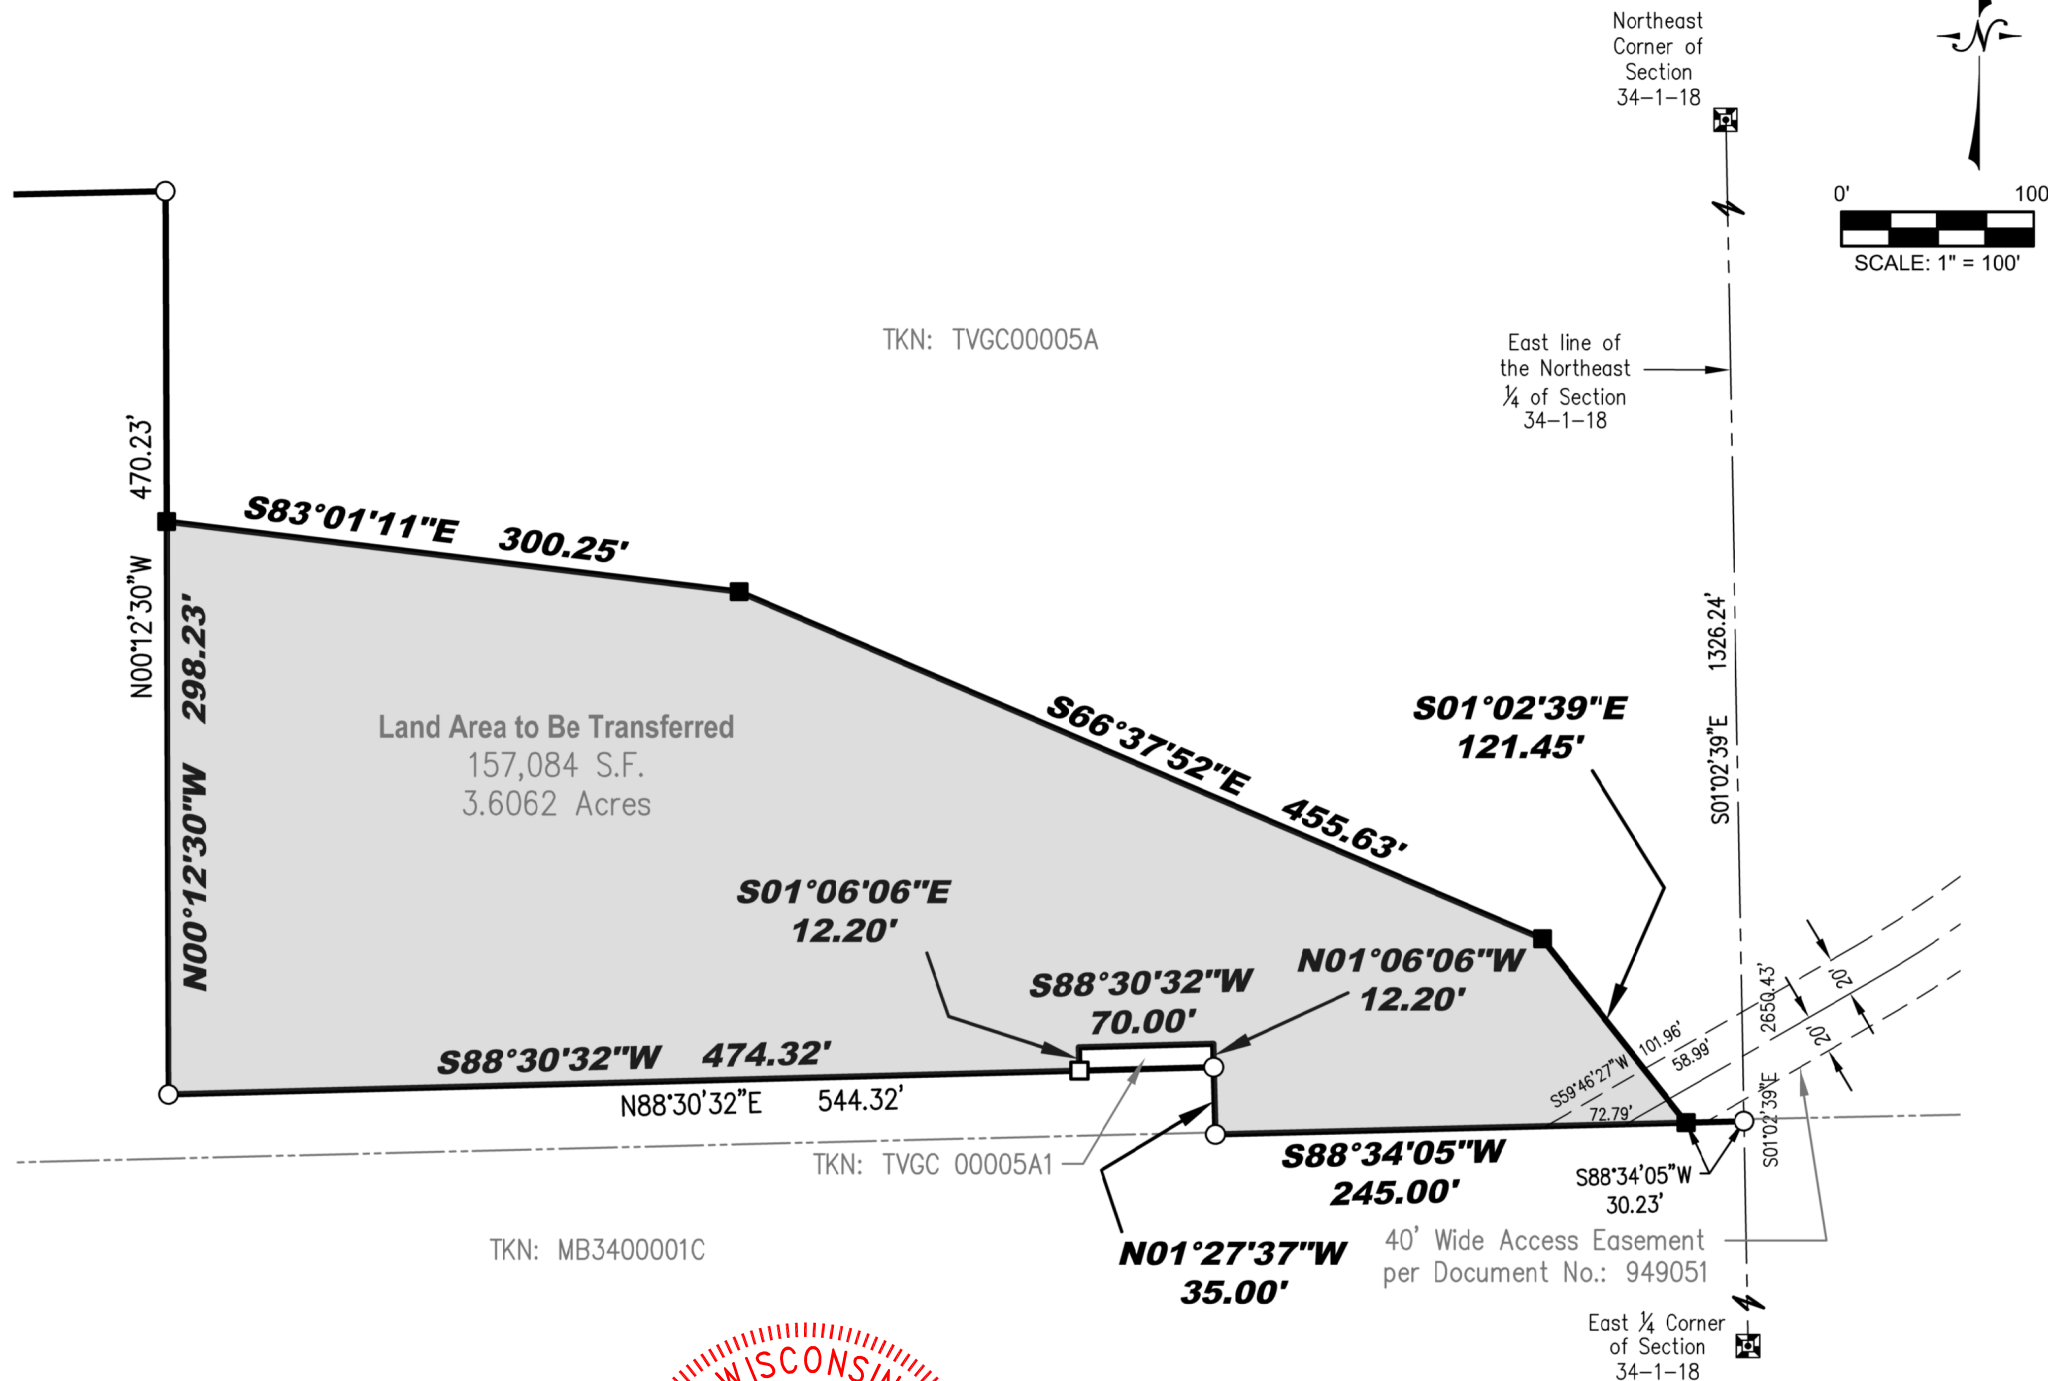 Northeast
Corner of
Section
34-1-18
N
0' 100
SCALE: 1" = 100'
TKN: TVGC00005A
East line of
the Northeast
¼ of Section
34-1-18
N00°12'30"W 470.23'
S83°01'11"E 300.25'
N00°12'30"W 298.23'
Land Area to Be Transferred
157,084 S.F.
3.6062 Acres
S66°37'52"E 455.63'
S01°02'39"E
121.45'
S01°02'39"E 1326.24'
S01°06'06"E
12.20'
S88°30'32"W
70.00'
N01°06'06"W
12.20'
S88°30'32"W 474.32'
N88°30'32"E 544.32'
S59°46'27"W 101.96'
58.99'
72.79'
20'
20'
S01°02'39"E 2650.43'
TKN: TVGC 00005A1
S88°34'05"W
245.00'
S88°34'05"W
30.23'
N01°27'37"W
35.00'
TKN: MB3400001C
40' Wide Access Easement
per Document No.: 949051
East ¼ Corner
of Section
34-1-18
WISCONSIN